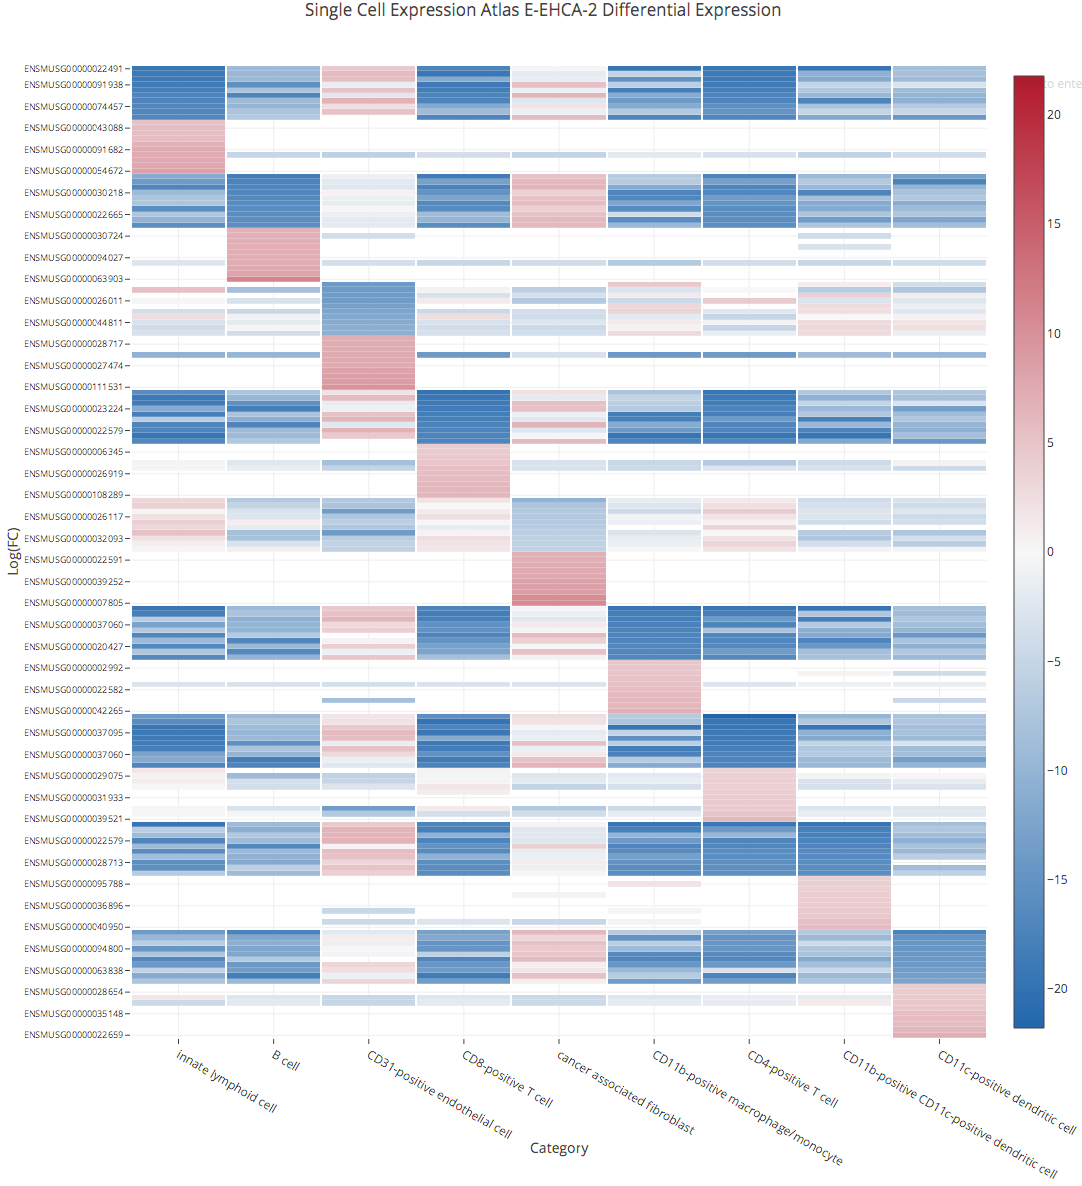 Single Cell Expression Atlas E-EHCA-2 Differential Expression
to ente
ENSMUSG00000022491
ENSMUSG00000091938
ENSMUSG00000074457
ENSMUSG00000043088
ENSMUSG00000091682
ENSMUSG00000054672
ENSMUSG00000030218
ENSMUSG00000022665
ENSMUSG00000030724
ENSMUSG00000094027
ENSMUSG00000063903
ENSMUSG00000026011
ENSMUSG00000044811
ENSMUSG00000028717
ENSMUSG00000027474
ENSMUSG00000111531
ENSMUSG00000023224
ENSMUSG00000022579
ENSMUSG00000006345
ENSMUSG00000026919
ENSMUSG00000108289
ENSMUSG00000026117
ENSMUSG00000032093
ENSMUSG00000022591
ENSMUSG00000039252
ENSMUSG00000007805
ENSMUSG00000037060
ENSMUSG00000020427
ENSMUSG00000002992
ENSMUSG00000022582
ENSMUSG00000042265
ENSMUSG00000037095
ENSMUSG00000037060
ENSMUSG00000029075
ENSMUSG00000031933
ENSMUSG00000039521
ENSMUSG00000022579
ENSMUSG00000028713
ENSMUSG00000095788
ENSMUSG00000036896
ENSMUSG00000040950
ENSMUSG00000094800
ENSMUSG00000063838
ENSMUSG00000028654
ENSMUSG00000035148
ENSMUSG00000022659
Log(FC)
20
15
10
5
0
−5
−10
−15
−20
innate lymphoid cell
B cell
CD31-positive endothelial cell
CD8-positive T cell
cancer associated fibroblast
CD11b-positive macrophage/monocyte
CD4-positive T cell
CD11b-positive CD11c-positive dendritic cell
CD11c-positive dendritic cell
Category